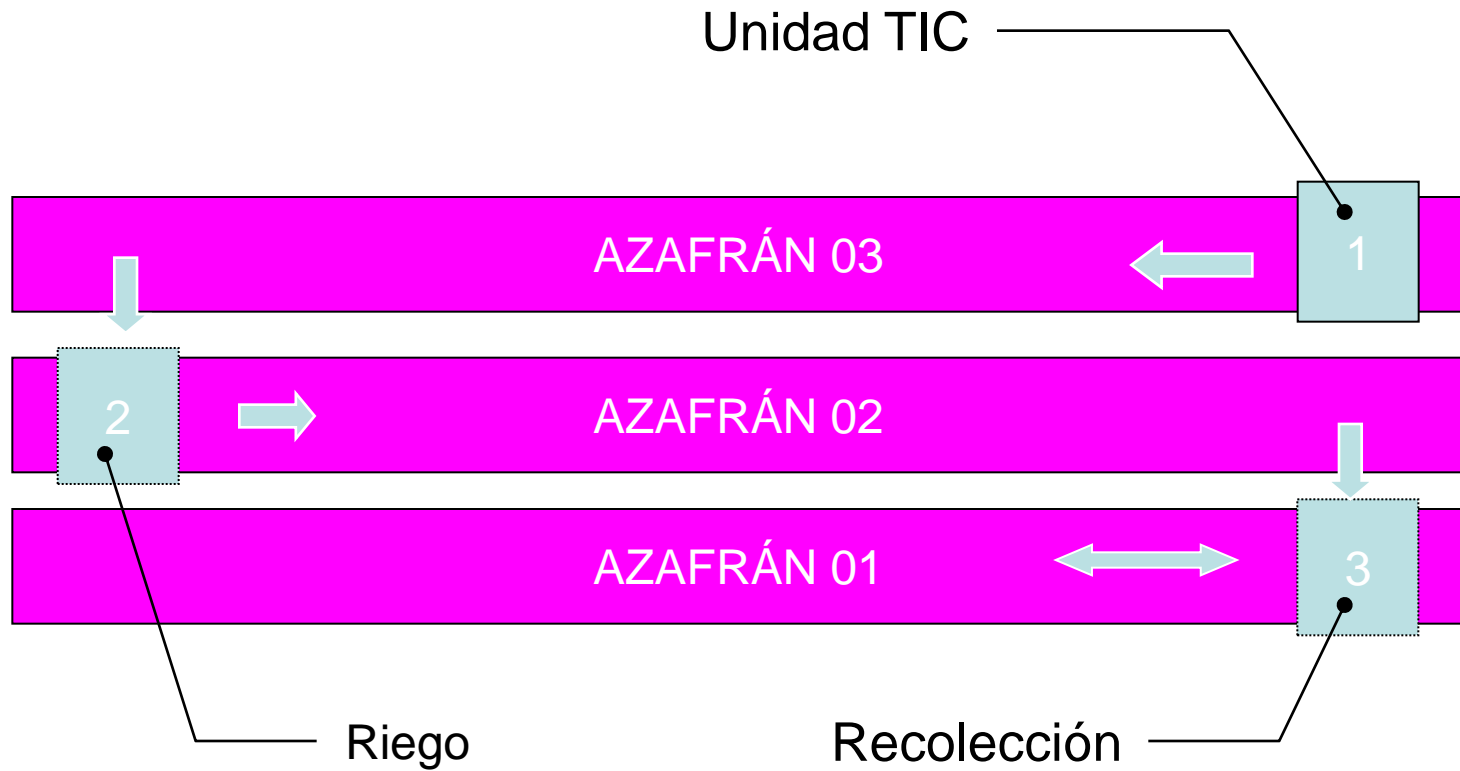 Unidad TIC
AZAFRÁN 03
1
2
AZAFRÁN 02
AZAFRÁN 01
3
Riego
Recolección